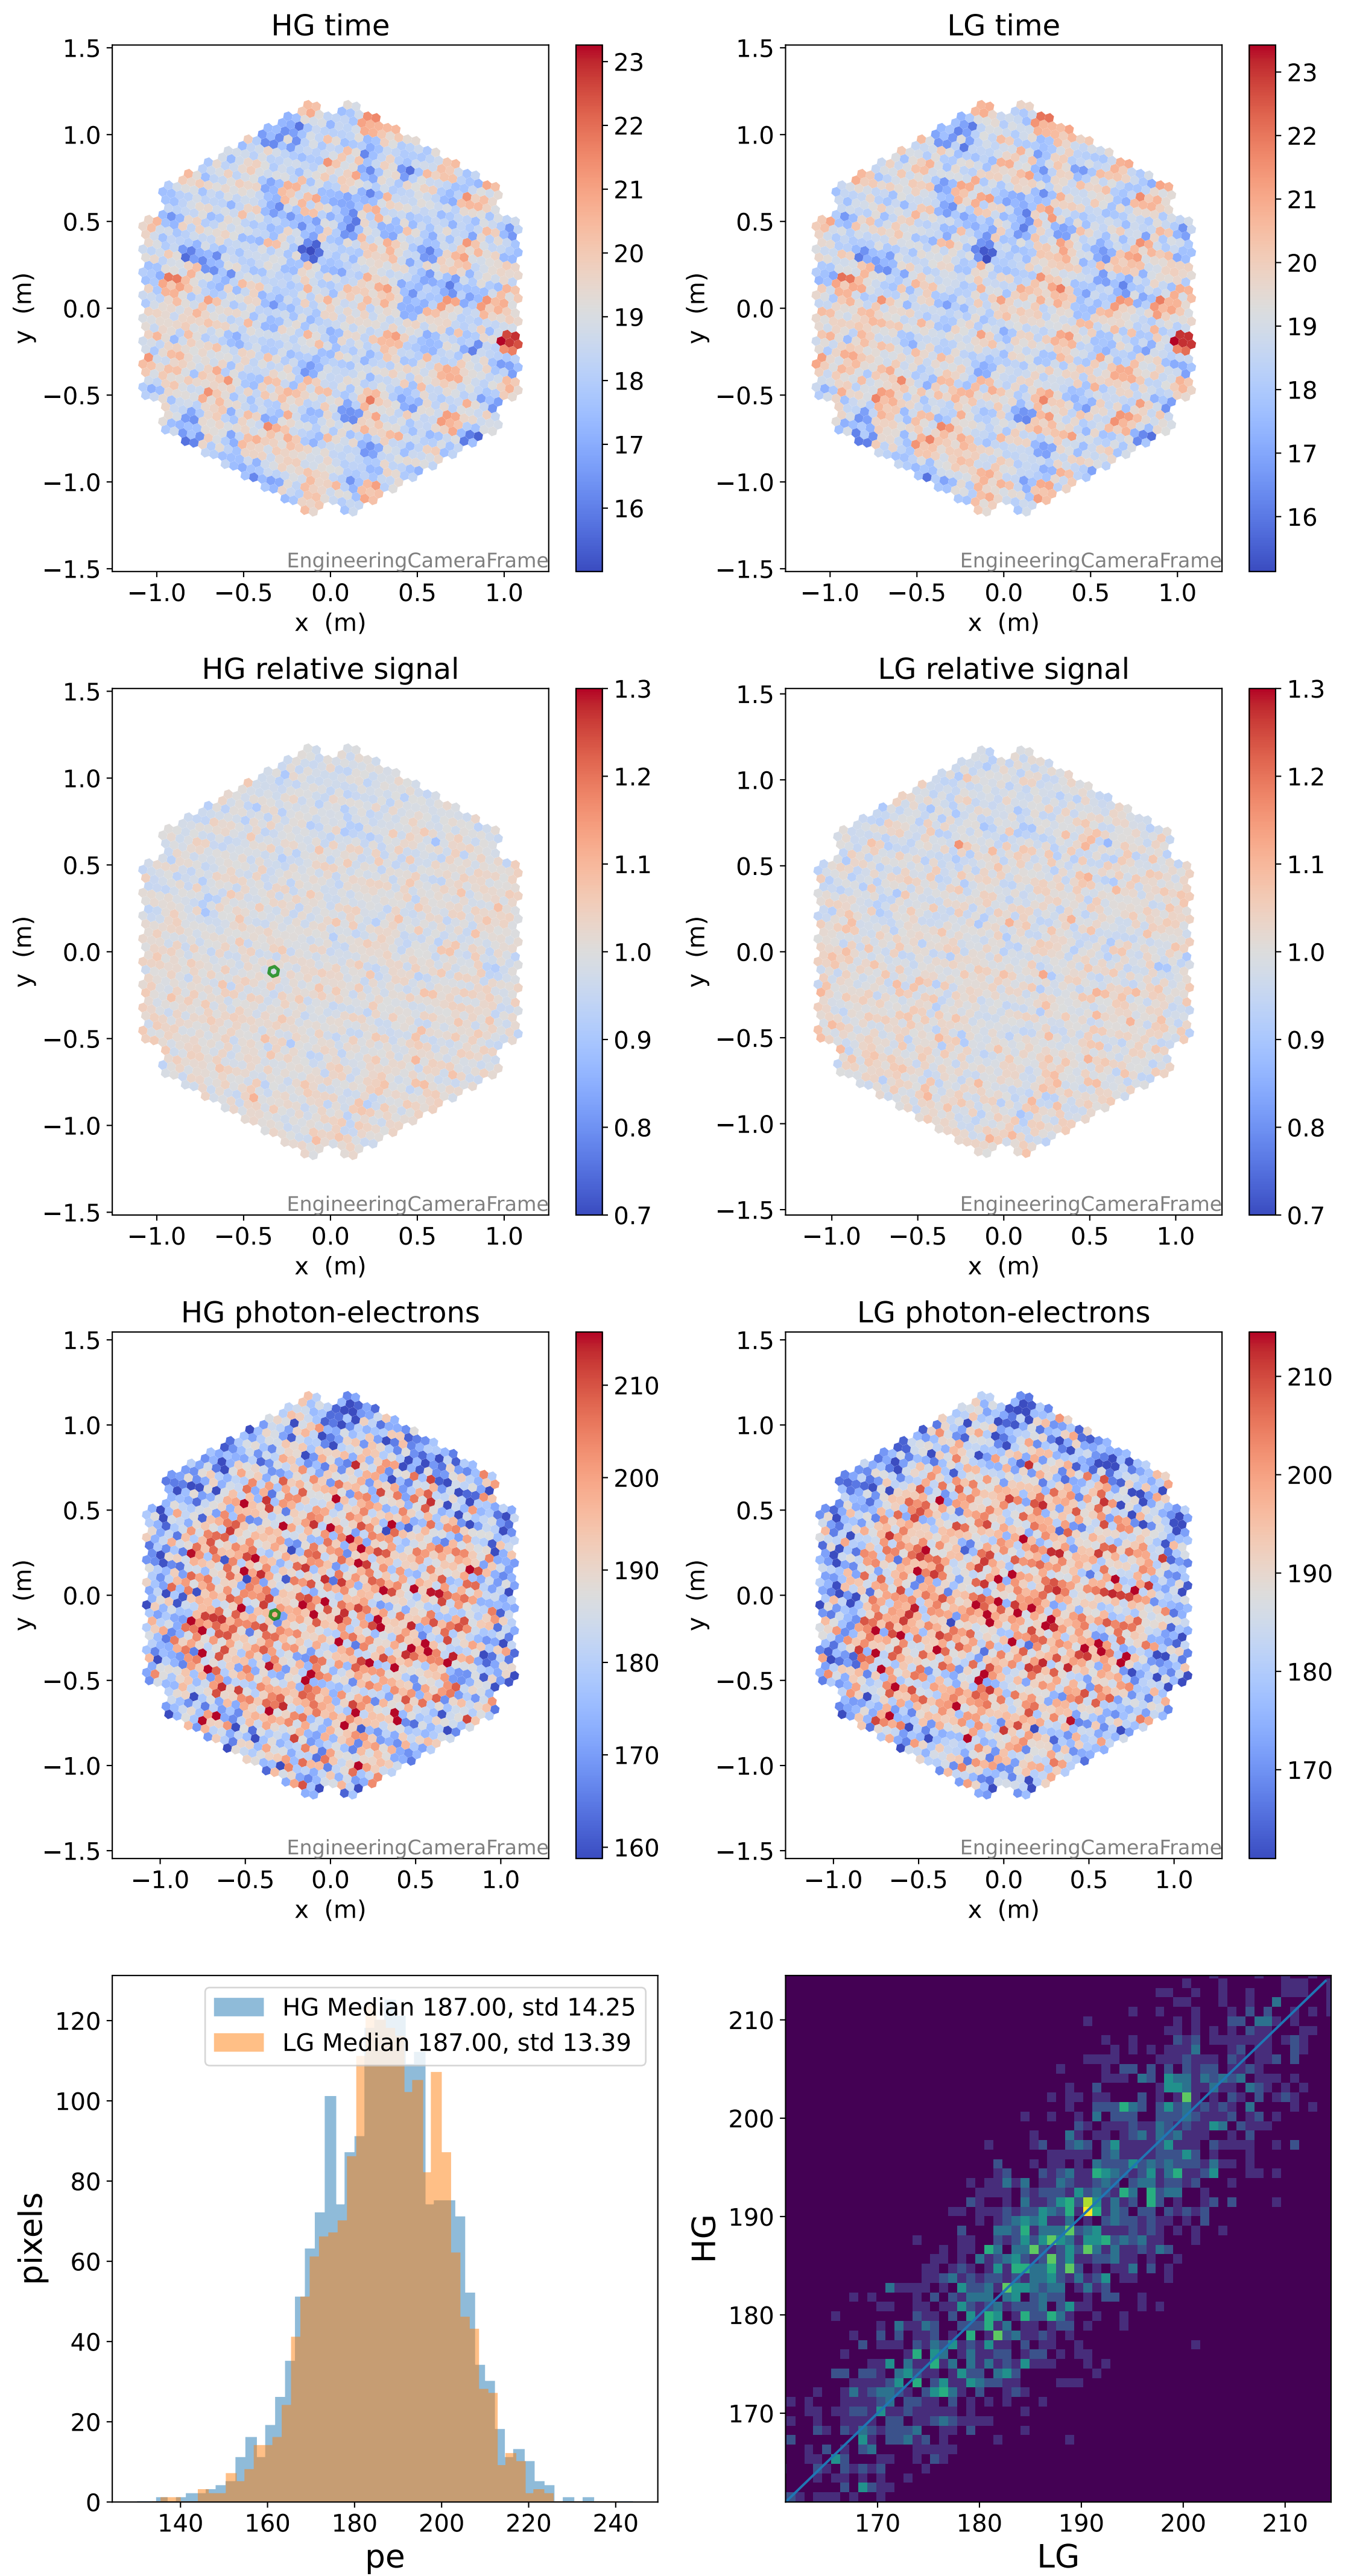 HG time
LG time
1.5
1.0
0.5
0.0
−0.5
−1.0
−1.5
y (m)
−1.0 −0.5 0.0 0.5 1.0
x (m)
EngineeringCameraFrame
23
22
21
20
19
18
17
16
1.5
1.0
0.5
0.0
−0.5
−1.0
−1.5
y (m)
−1.0 −0.5 0.0 0.5 1.0
x (m)
EngineeringCameraFrame
23
22
21
20
19
18
17
16
HG relative signal
LG relative signal
1.5
1.0
0.5
0.0
−0.5
−1.0
−1.5
y (m)
−1.0 −0.5 0.0 0.5 1.0
x (m)
EngineeringCameraFrame
1.3
1.2
1.1
1.0
0.9
0.8
0.7
1.5
1.0
0.5
0.0
−0.5
−1.0
−1.5
y (m)
−1.0 −0.5 0.0 0.5 1.0
x (m)
EngineeringCameraFrame
1.3
1.2
1.1
1.0
0.9
0.8
0.7
HG photon-electrons
LG photon-electrons
1.5
1.0
0.5
0.0
−0.5
−1.0
−1.5
y (m)
−1.0 −0.5 0.0 0.5 1.0
x (m)
EngineeringCameraFrame
210
200
190
180
170
160
1.5
1.0
0.5
0.0
−0.5
−1.0
−1.5
y (m)
−1.0 −0.5 0.0 0.5 1.0
x (m)
EngineeringCameraFrame
210
200
190
180
170
HG Median 187.00, std 14.25
LG Median 187.00, std 13.39
120
100
80
60
40
20
0
pixels
140 160 180 200 220 240
pe
210
200
190
180
170
HG
170 180 190 200 210
LG